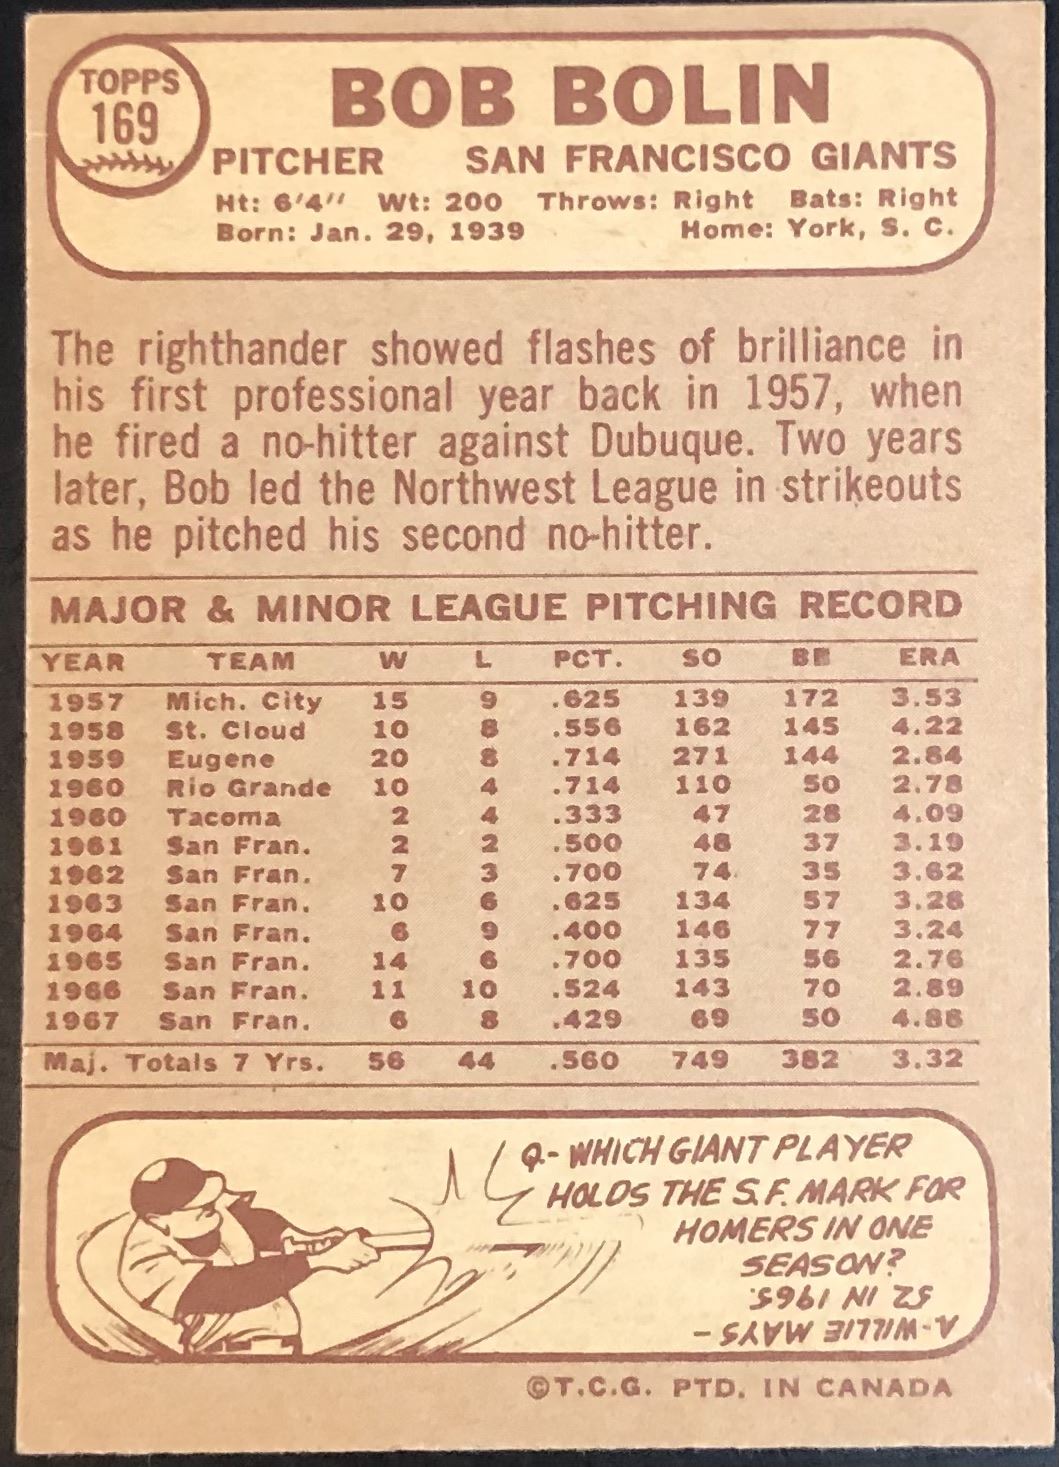 TOPPS
169
BOB BOLIN
PITCHER SAN FRANCISCO GIANTS
Ht: 6'4" Wt: 200 Throws: Right Bats: Right
Born: Jan. 29, 1939 Home: York, S. C.
The righthander showed flashes of brilliance in
his first professional year back in 1957, when
he fired a no-hitter against Dubuque. Two years
later, Bob led the Northwest League in strikeouts
as he pitched his second no-hitter.
MAJOR & MINOR LEAGUE PITCHING RECORD
YEAR TEAM W L PCT. SO BB ERA
1957 Mich. City 15 9 .625 139 172 3.53
1958 St. Cloud 10 8 .556 162 145 4.22
1959 Eugene 20 8 .714 271 144 2.84
1960 Rio Grande 10 4 .714 110 50 2.78
1960 Tacoma 2 4 .333 47 28 4.09
1961 San Fran. 2 2 .500 48 37 3.19
1962 San Fran. 7 3 .700 74 35 3.62
1963 San Fran. 10 6 .625 134 57 3.28
1964 San Fran. 6 9 .400 146 77 3.24
1965 San Fran. 14 6 .700 135 56 2.76
1966 San Fran. 11 10 .524 143 70 2.89
1967 San Fran. 6 8 .429 69 50 4.88
Maj. Totals 7 Yrs. 56 44 .560 749 382 3.32
Q-WHICH GIANT PLAYER
HOLDS THE S.F. MARK FOR
HOMERS IN ONE
SEASON?
A-WILLIE MAYS-
52 IN 1965.
©T.C.G. PTD. IN CANADA